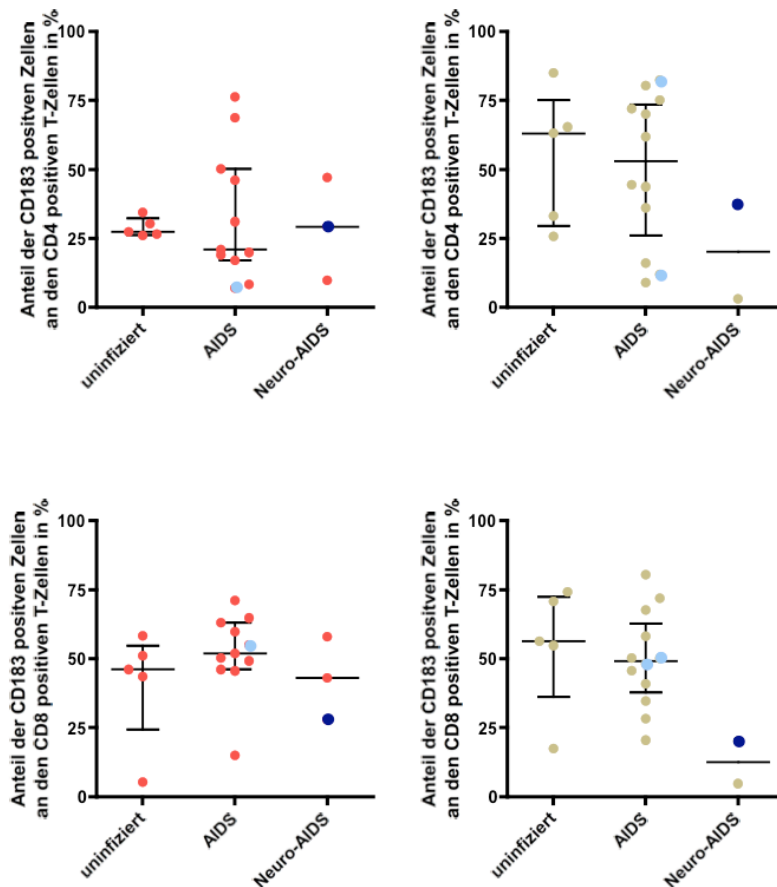 Anteil der CD183 positven Zellen
an den CD4 positiven T-Zellen in %
100
75
50
25
0
uninfiziert
AIDS
Neuro-AIDS
Anteil der CD183 positven Zellen
an den CD4 positiven T-Zellen in %
100
75
50
25
0
uninfiziert
AIDS
Neuro-AIDS
Anteil der CD183 positven Zellen
an den CD8 positiven T-Zellen in %
100
75
50
25
0
uninfiziert
AIDS
Neuro-AIDS
Anteil der CD183 positven Zellen
an den CD8 positiven T-Zellen in %
100
75
50
25
0
uninfiziert
AIDS
Neuro-AIDS